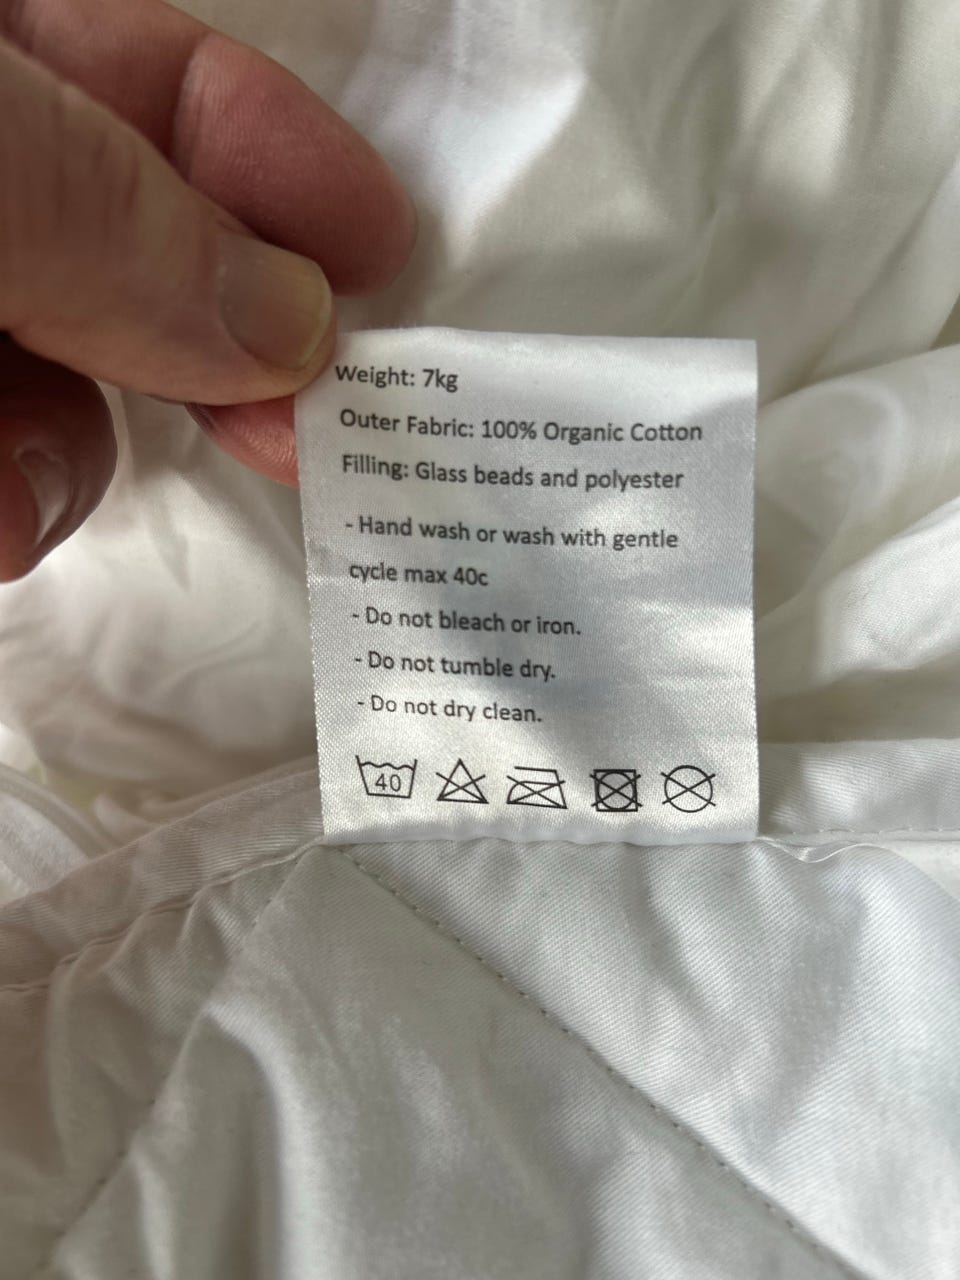 Weight: 7kg
Outer Fabric: 100% Organic Cotton
Filling: Glass beads and polyester
- Hand wash or wash with gentle
cycle max 40c
- Do not bleach or iron.
- Do not tumble dry.
- Do not dry clean.
40